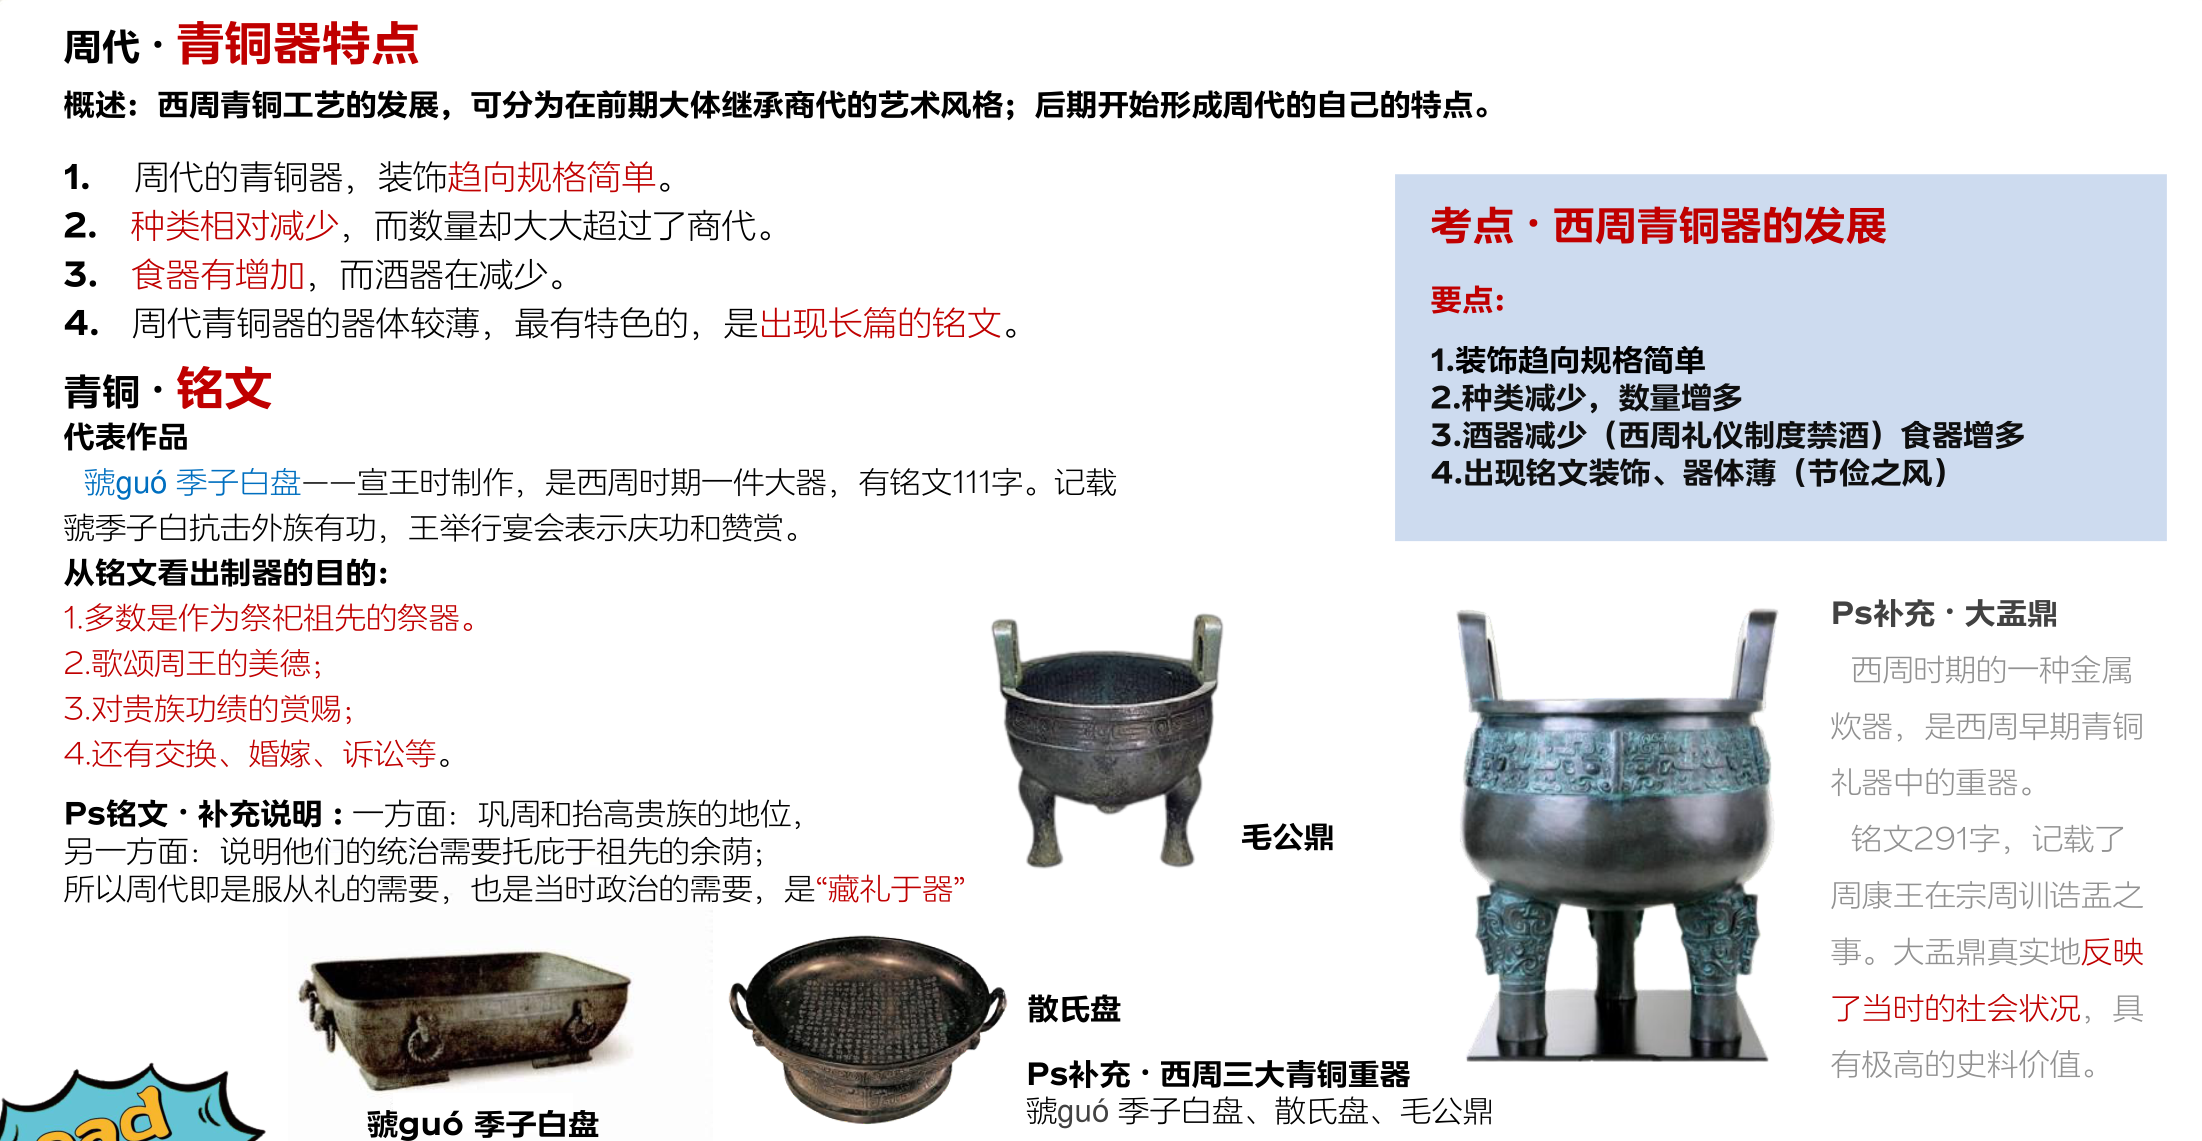 周代·青铜器特点
概述：西周青铜工艺的发展，可分为在前期大体继承商代的艺术风格；后期开始形成周代的自己的特点。
1. 周代的青铜器，装饰趋向规格简单。
2. 种类相对减少，而数量却大大超过了商代。
3. 食器有增加，而酒器在减少。
4. 周代青铜器的器体较薄，最有特色的，是出现长篇的铭文。
青铜·铭文
代表作品
虢guó 季子白盘——宣王时制作，是西周时期一件大器，有铭文111字。记载
虢季子白抗击外族有功，王举行宴会表示庆功和赞赏。
从铭文看出制器的目的：
1.多数是作为祭祀祖先的祭器。
2.歌颂周王的美德；
3.对贵族功绩的赏赐；
4.还有交换、婚嫁、诉讼等。
Ps铭文·补充说明：一方面：巩周和抬高贵族的地位，
另一方面：说明他们的统治需要托庇于祖先的余荫；
所以周代即是服从礼的需要，也是当时政治的需要，是“藏礼于器”
考点·西周青铜器的发展
要点：
1.装饰趋向规格简单
2.种类减少，数量增多
3.酒器减少（西周礼仪制度禁酒）食器增多
4.出现铭文装饰、器体薄（节俭之风）
毛公鼎
Ps补充·大盂鼎
西周时期的一种金属
炊器，是西周早期青铜
礼器中的重器。
铭文291字，记载了
周康王在宗周训诰盂之
事。大盂鼎真实地反映
了当时的社会状况，具
有极高的史料价值。
虢guó 季子白盘
散氏盘
Ps补充·西周三大青铜重器
虢guó 季子白盘、散氏盘、毛公鼎